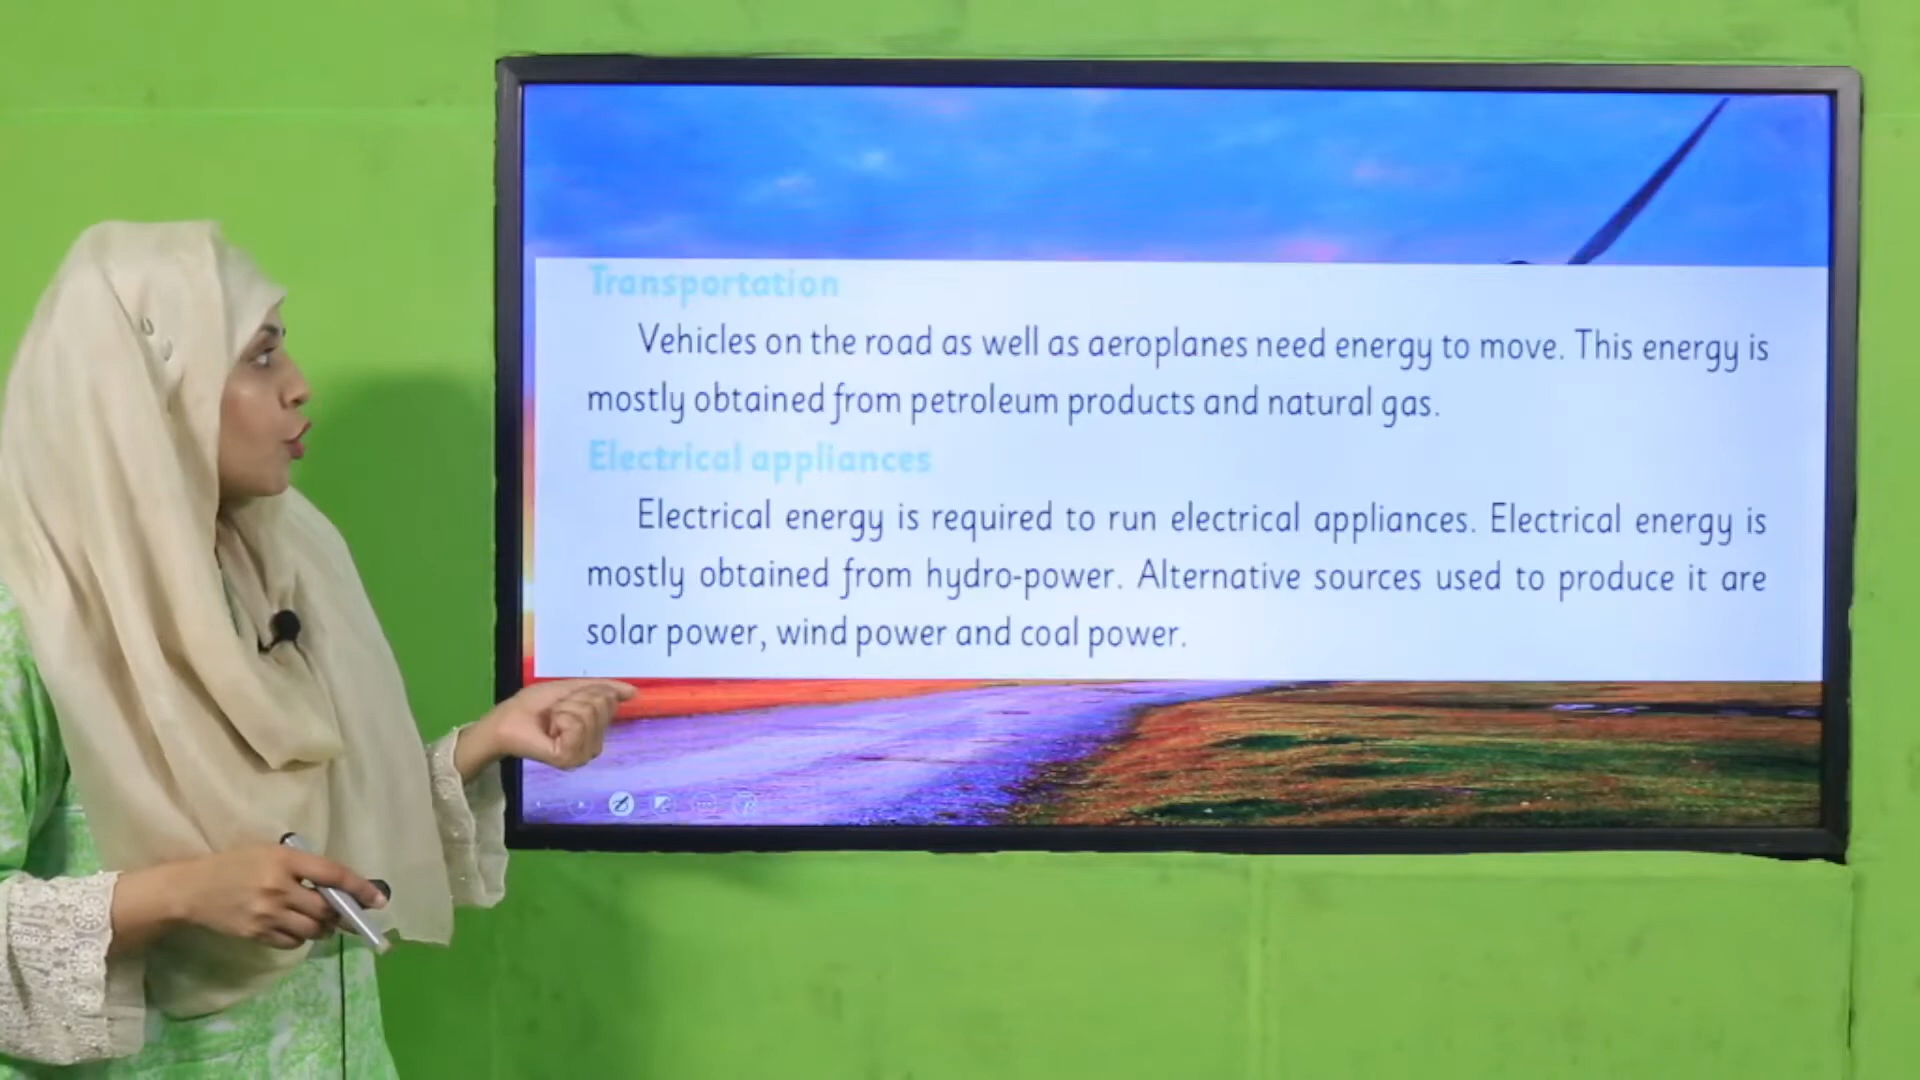 Transportation
Vehicles on the road as well as aeroplanes need energy to move. This energy is
mostly obtained from petroleum products and natural gas.
Electrical appliances
Electrical energy is required to run electrical appliances. Electrical energy is
mostly obtained from hydro-power. Alternative sources used to produce it are
solar power, wind power and coal power.